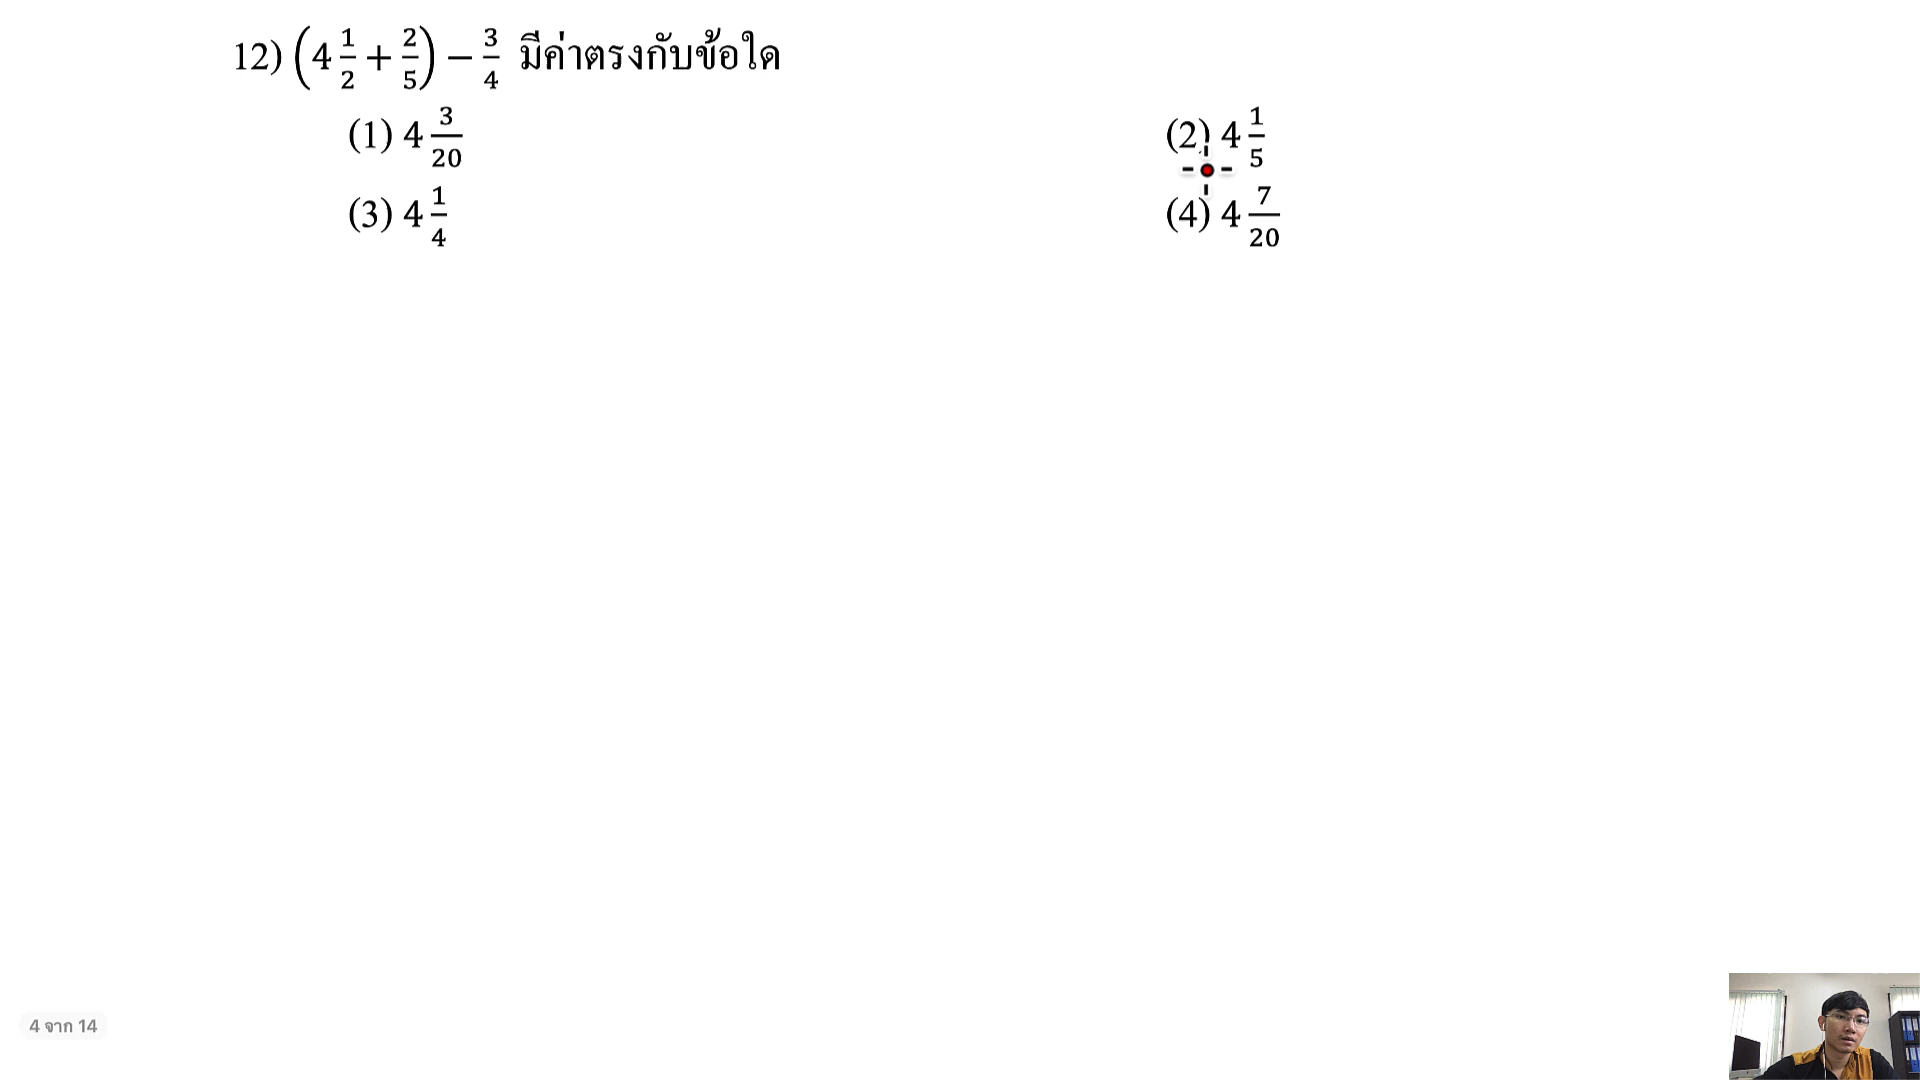 12) (4 1/2 + 2/5) − 3/4 มีค่าตรงกับข้อใด
(1) 4 3/20 (2) 4 1/5
(3) 4 1/4 (4) 4 7/20
4 จาก 14